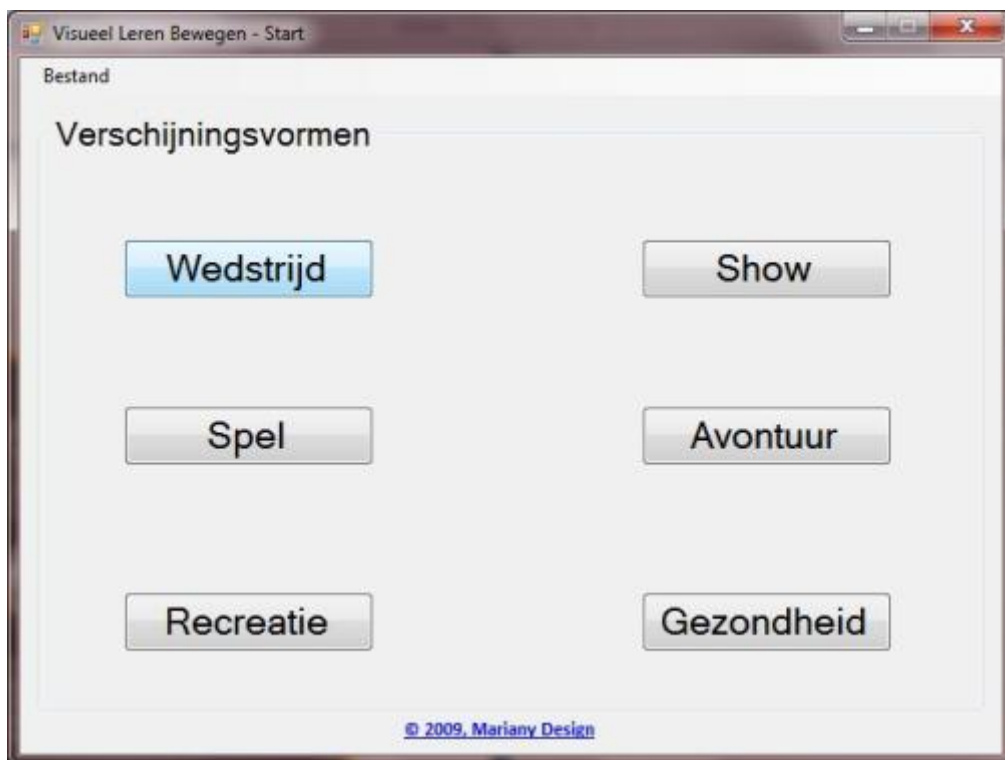 Visueel Leren Bewegen - Start
Bestand
Verschijningsvormen
Wedstrijd
Show
Spel
Avontuur
Recreatie
Gezondheid
© 2009, Mariany Design